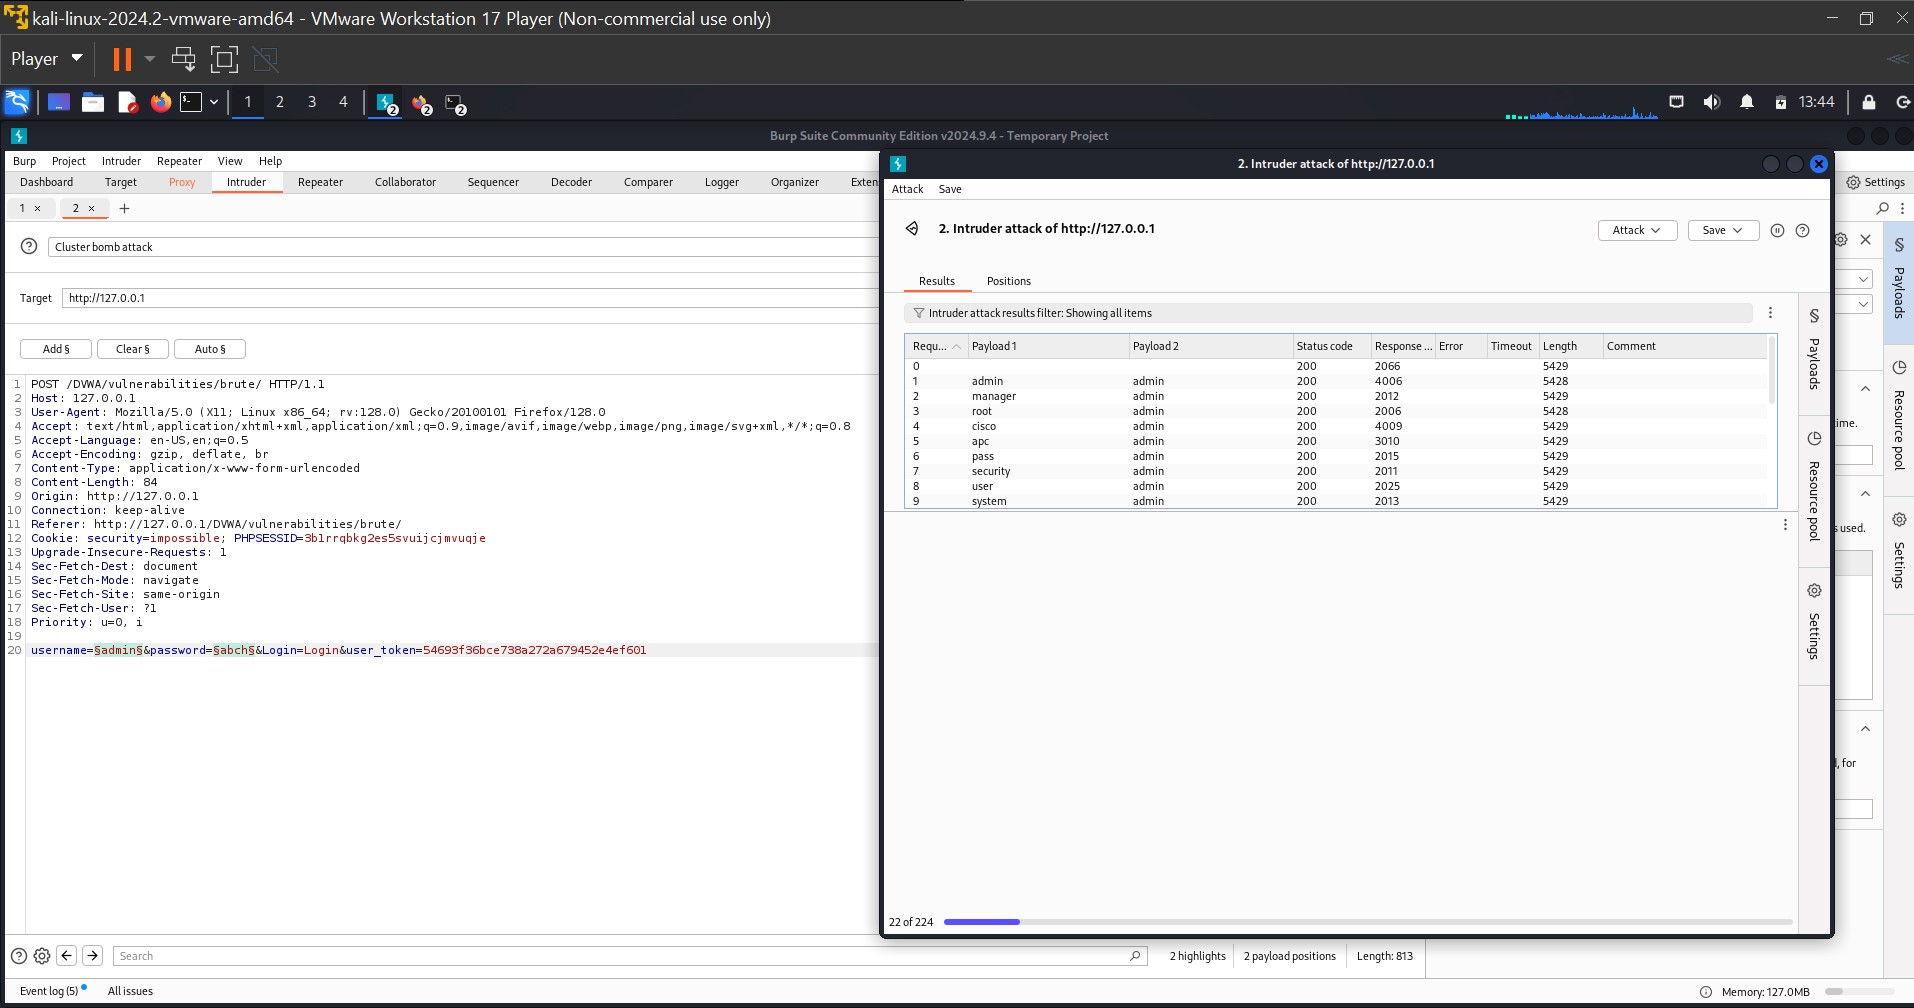 kali-linux-2024.2-vmware-amd64 - VMware Workstation 17 Player (Non-commercial use only)
Player
1 2 3 4 2 2 2 13:44
Burp Suite Community Edition v2024.9.4 - Temporary Project
Burp Project Intruder Repeater View Help
Dashboard Target Proxy Intruder Repeater Collaborator Sequencer Decoder Comparer Logger Organizer Exten Settings
1 × 2 × +
Cluster bomb attack
Target http://127.0.0.1
Add § Clear § Auto §
1 POST /DVWA/vulnerabilities/brute/ HTTP/1.1
2 Host: 127.0.0.1
3 User-Agent: Mozilla/5.0 (X11; Linux x86_64; rv:128.0) Gecko/20100101 Firefox/128.0
4 Accept: text/html,application/xhtml+xml,application/xml;q=0.9,image/avif,image/webp,image/png,image/svg+xml,*/*;q=0.8
5 Accept-Language: en-US,en;q=0.5
6 Accept-Encoding: gzip, deflate, br
7 Content-Type: application/x-www-form-urlencoded
8 Content-Length: 84
9 Origin: http://127.0.0.1
10 Connection: keep-alive
11 Referer: http://127.0.0.1/DVWA/vulnerabilities/brute/
12 Cookie: security=impossible; PHPSESSID=3b1rrqbkg2es5svuijcjmvuqje
13 Upgrade-Insecure-Requests: 1
14 Sec-Fetch-Dest: document
15 Sec-Fetch-Mode: navigate
16 Sec-Fetch-Site: same-origin
17 Sec-Fetch-User: ?1
18 Priority: u=0, i
19
20 username=§admin§&password=§abch§&Login=Login&user_token=54693f36bce738a272a679452e4ef601
2. Intruder attack of http://127.0.0.1
Attack Save
2. Intruder attack of http://127.0.0.1
Attack Save
Results Positions
Intruder attack results filter: Showing all items
Requ... Payload 1 Payload 2 Status code Response ... Error Timeout Length Comment
0 200 2066 5429
1 admin admin 200 4006 5428
2 manager admin 200 2012 5429
3 root admin 200 2006 5428
4 cisco admin 200 4009 5429
5 apc admin 200 3010 5429
6 pass admin 200 2015 5429
7 security admin 200 2011 5429
8 user admin 200 2025 5429
9 system admin 200 2013 5429
22 of 224
§ Payloads
Resource pool
Settings
§ Payloads
Resource pool
Settings
ime.
s used.
, for
Search
2 highlights 2 payload positions Length: 813
Event log (5) All issues
Memory: 127.0MB